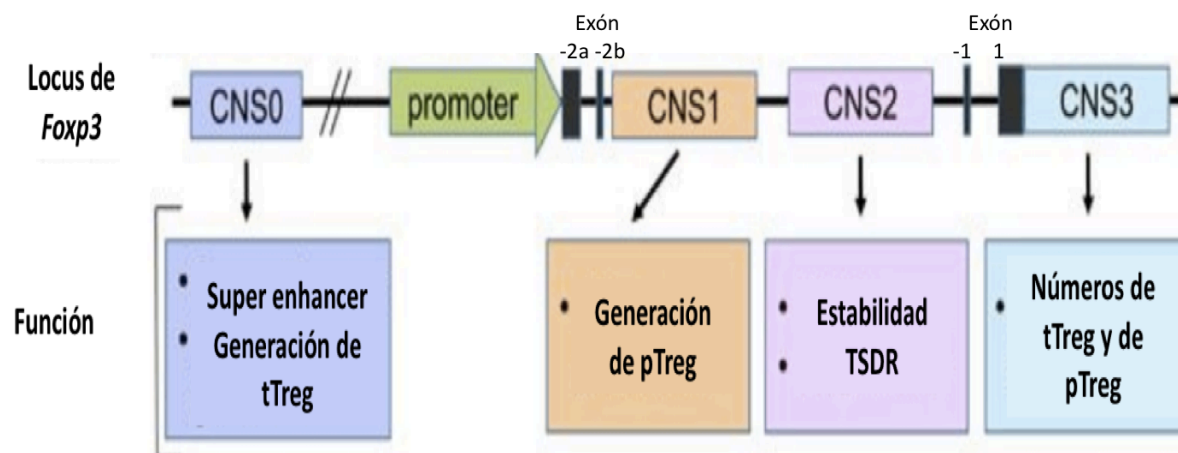 Exón
-2a -2b
Exón
-1 1
Locus de
Foxp3
CNS0
promoter
CNS1
CNS2
CNS3
Función
• Super enhancer
• Generación de
tTreg
• Generación
de pTreg
• Estabilidad
• TSDR
• Números de
tTreg y de
pTreg